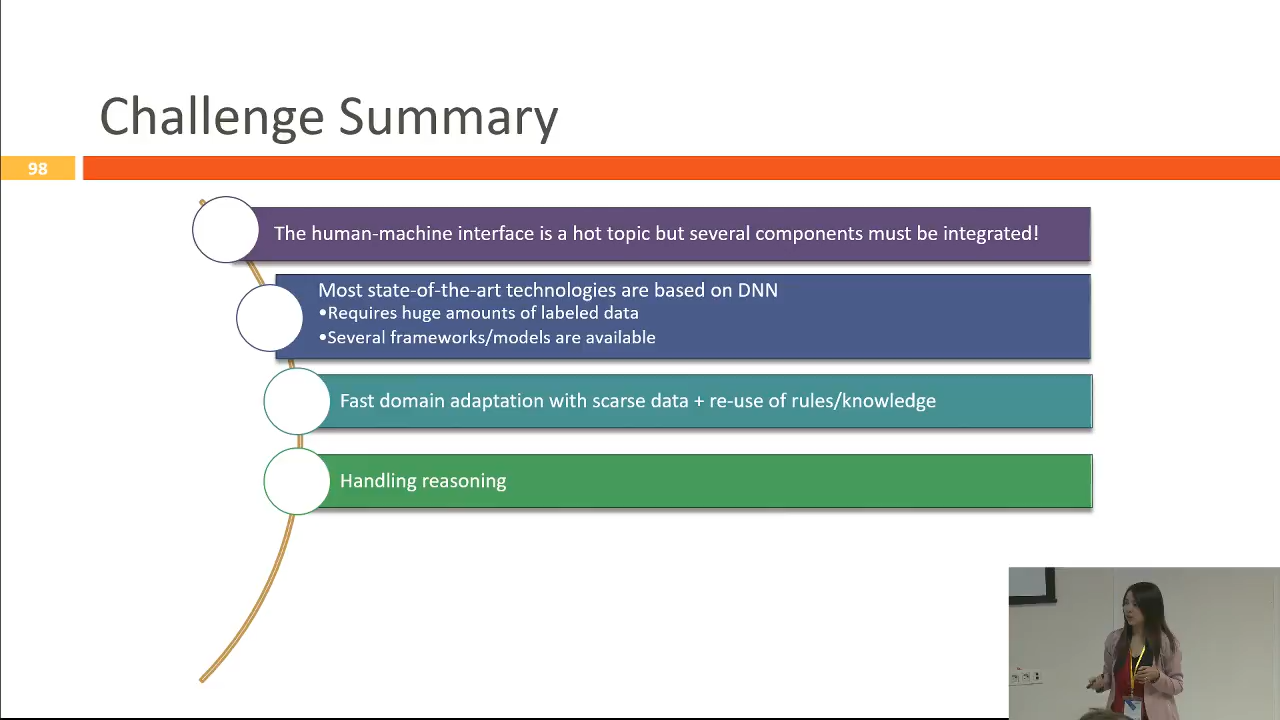 Challenge Summary
98
The human-machine interface is a hot topic but several components must be integrated!
Most state-of-the-art technologies are based on DNN
•Requires huge amounts of labeled data
•Several frameworks/models are available
Fast domain adaptation with scarce data + re-use of rules/knowledge
Handling reasoning